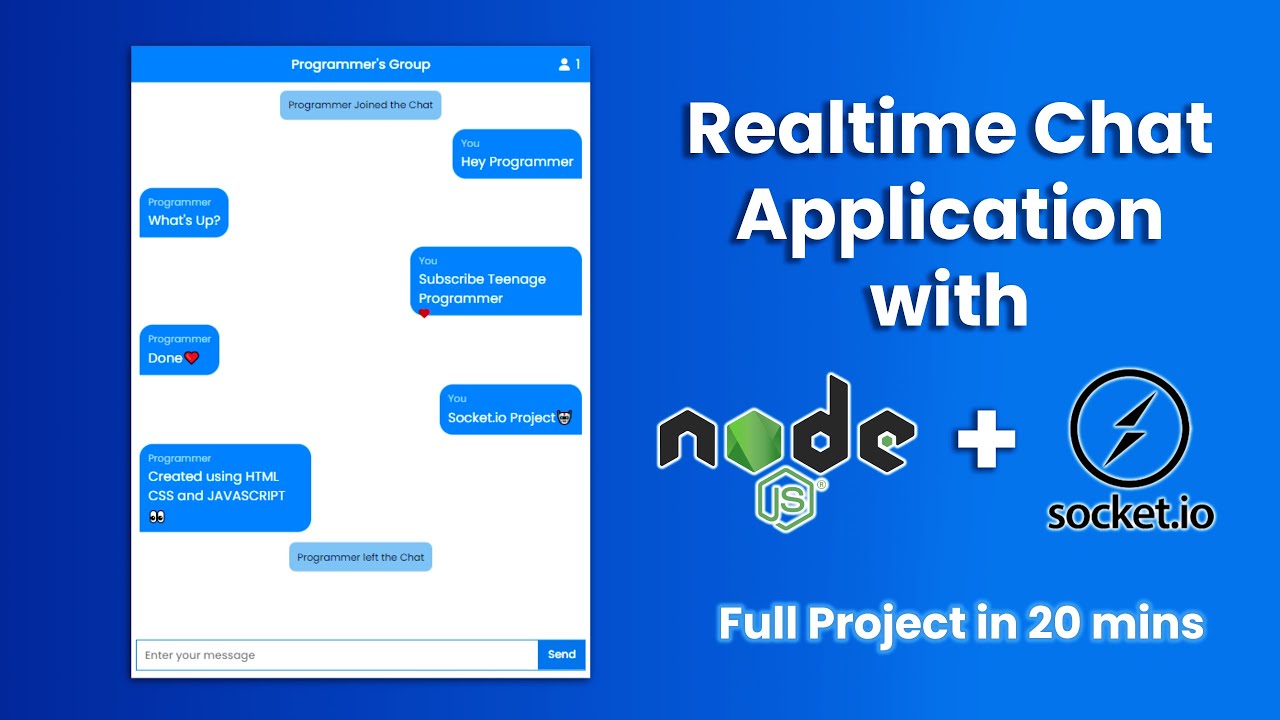 Programmer's Group
1
Programmer Joined the Chat
You
Hey Programmer
Programmer
What's Up?
You
Subscribe Teenage
Programmer
❤
Programmer
Done❤
You
Socket.io Project
Programmer
Created using HTML
CSS and JAVASCRIPT
👀
Programmer left the Chat
Enter your message
Send
Realtime Chat
Application
with
node
JS®
+
socket.io
Full Project in 20 mins